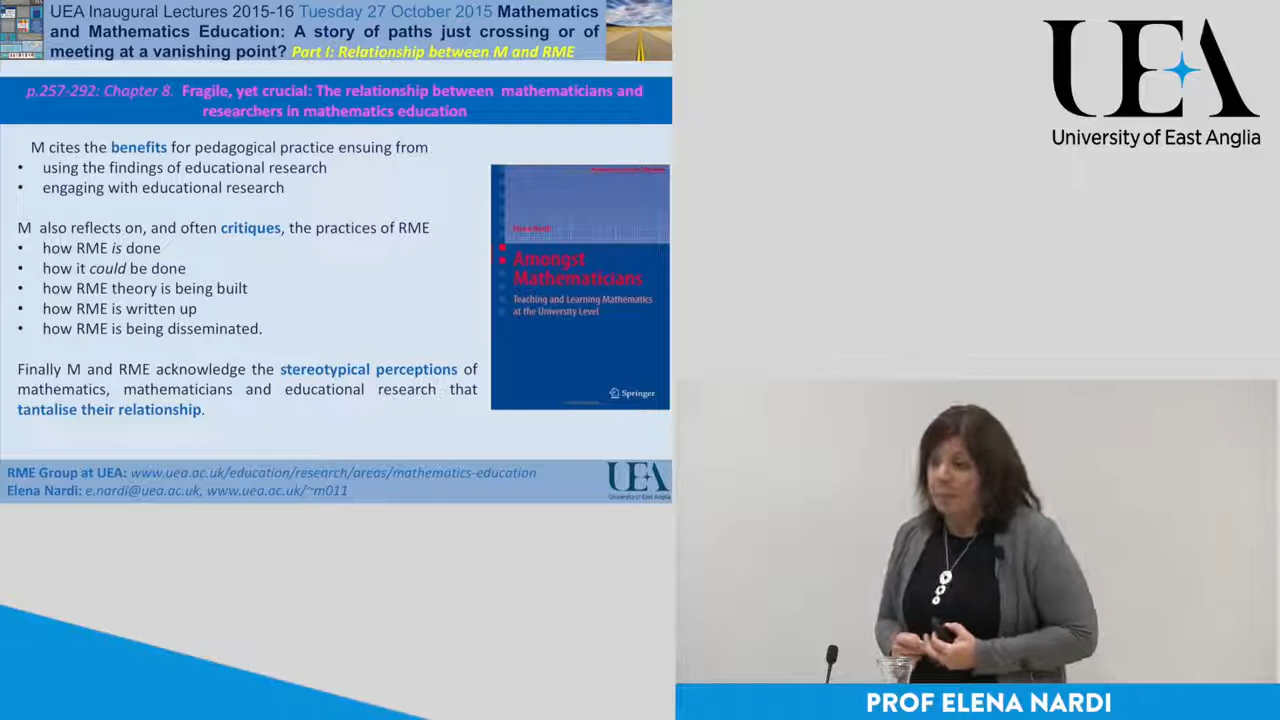 UEA Inaugural Lectures 2015-16 Tuesday 27 October 2015 Mathematics
and Mathematics Education: A story of paths just crossing or of
meeting at a vanishing point? Part I: Relationship between M and RME
p.257-292: Chapter 8. Fragile, yet crucial: The relationship between mathematicians and
researchers in mathematics education
M cites the benefits for pedagogical practice ensuing from
• using the findings of educational research
• engaging with educational research
M also reflects on, and often critiques, the practices of RME
• how RME is done
• how it could be done
• how RME theory is being built
• how RME is written up
• how RME is being disseminated.
Finally M and RME acknowledge the stereotypical perceptions of
mathematics, mathematicians and educational research that
tantalise their relationship.
Amongst
Mathematicians
Teaching and Learning Mathematics
at the University Level
Springer
RME Group at UEA: www.uea.ac.uk/education/research/areas/mathematics-education
Elena Nardi: e.nardi@uea.ac.uk, www.uea.ac.uk/~m011
UEA
University of East Anglia
UEA
University of East Anglia
PROF ELENA NARDI